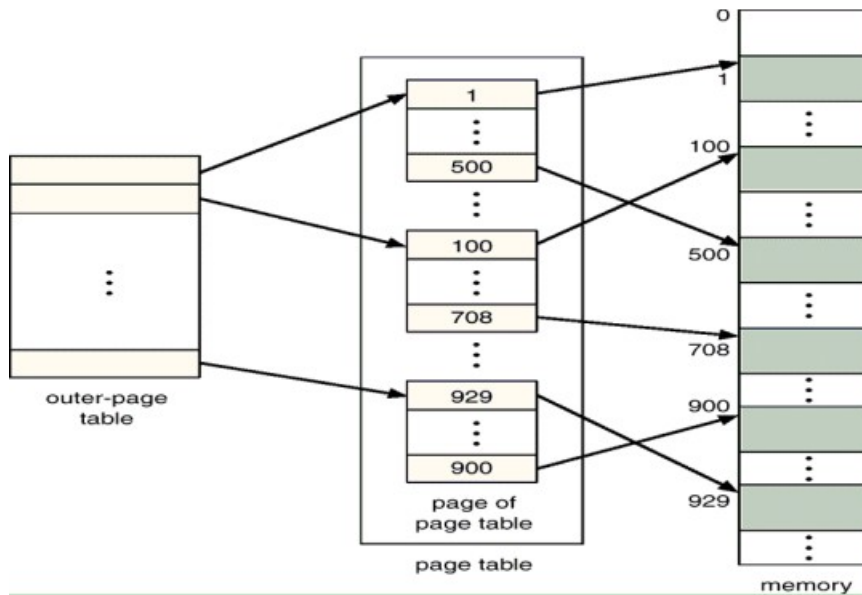 outer-page
table
1
500
100
708
929
900
page of
page table
page table
0
1
100
500
708
900
929
memory